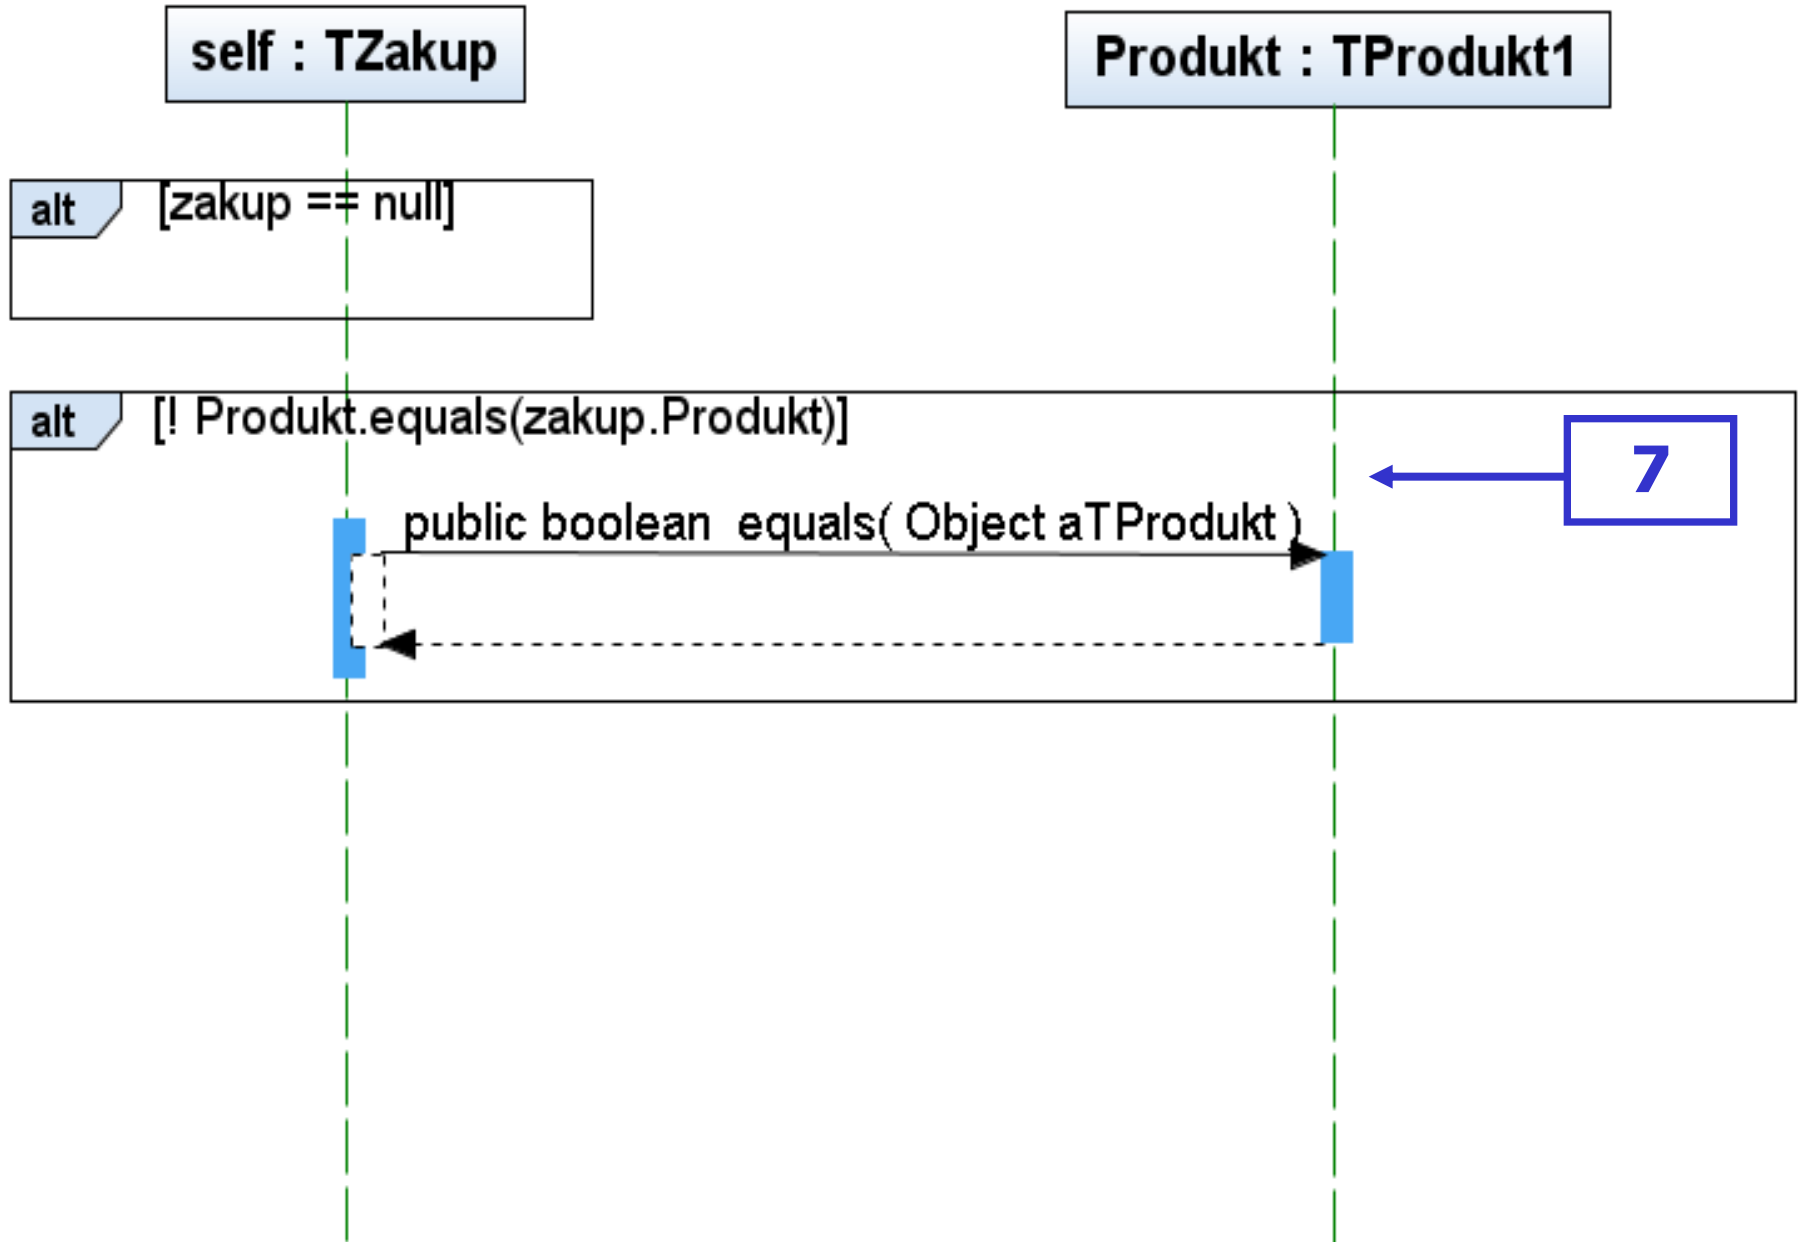 self : TZakup
Produkt : TProdukt1
alt [zakup == null]
alt [! Produkt.equals(zakup.Produkt)]
7
public boolean  equals( Object aTProdukt )